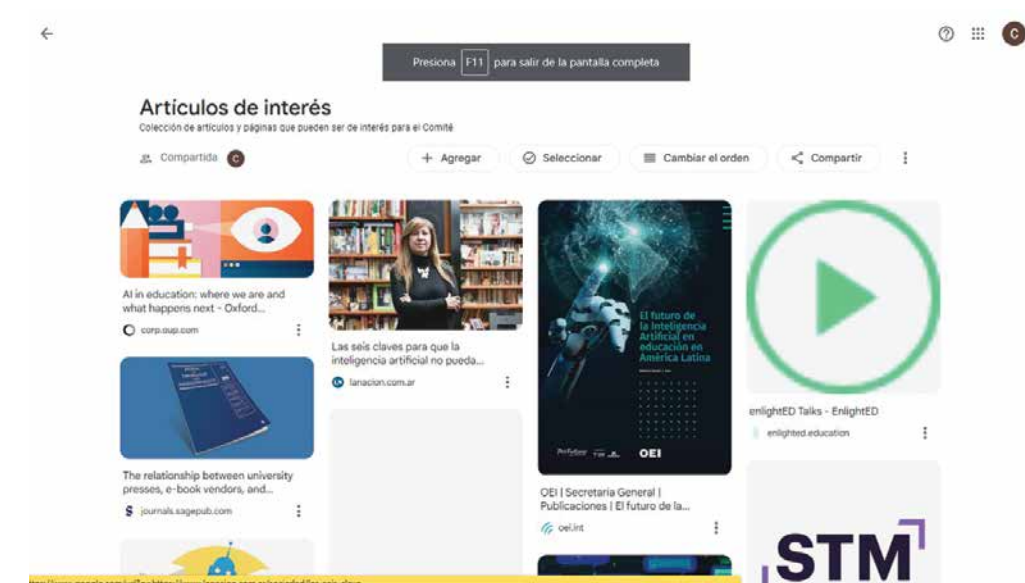 Presiona F11 para salir de la pantalla completa
C
Artículos de interés
Colección de artículos y páginas que pueden ser de interés para el Comité
Compartida C
+ Agregar
Seleccionar
Cambiar el orden
Compartir
AI in education: where we are and
what happens next - Oxford...
corp.oup.com
The relationship between university
presses, e-book vendors, and...
journals.sagepub.com
Las seis claves para que la
inteligencia artificial no pueda...
lanacion.com.ar
El futuro de
la Inteligencia
Artificial en
educación en
América Latina
OEI
OEI | Secretaria General |
Publicaciones | El futuro de la...
oei.int
enlightED Talks - EnlightED
enlighted.education
STM